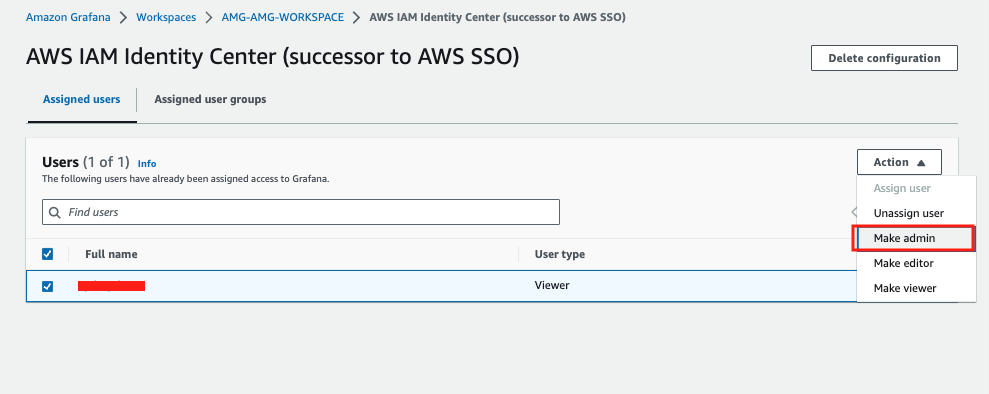 Amazon Grafana > Workspaces > AMG-AMG-WORKSPACE > AWS IAM Identity Center (successor to AWS SSO)
AWS IAM Identity Center (successor to AWS SSO)
Delete configuration
Assigned users
Assigned user groups
Users (1 of 1) Info
The following users have already been assigned access to Grafana.
Action
Assign user
Unassign user
Make admin
Make editor
Make viewer
Find users
Full name
User type
Viewer